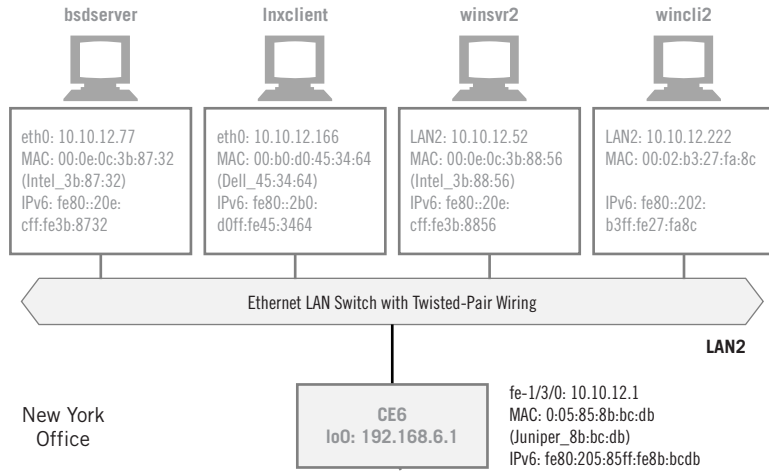 bsdserver
lnxclient
winsvr2
wincli2
eth0: 10.10.12.77
MAC: 00:0e:0c:3b:87:32
(Intel_3b:87:32)
IPv6: fe80::20e:
cff:fe3b:8732
eth0: 10.10.12.166
MAC: 00:b0:d0:45:34:64
(Dell_45:34:64)
IPv6: fe80::2b0:
d0ff:fe45:3464
LAN2: 10.10.12.52
MAC: 00:0e:0c:3b:88:56
(Intel_3b:88:56)
IPv6: fe80::20e:
cff:fe3b:8856
LAN2: 10.10.12.222
MAC: 00:02:b3:27:fa:8c
IPv6: fe80::202:
b3ff:fe27:fa8c
Ethernet LAN Switch with Twisted-Pair Wiring
LAN2
New York
Office
CE6
lo0: 192.168.6.1
fe-1/3/0: 10.10.12.1
MAC: 0:05:85:8b:bc:db
(Juniper_8b:bc:db)
IPv6: fe80:205:85ff:fe8b:bcdb